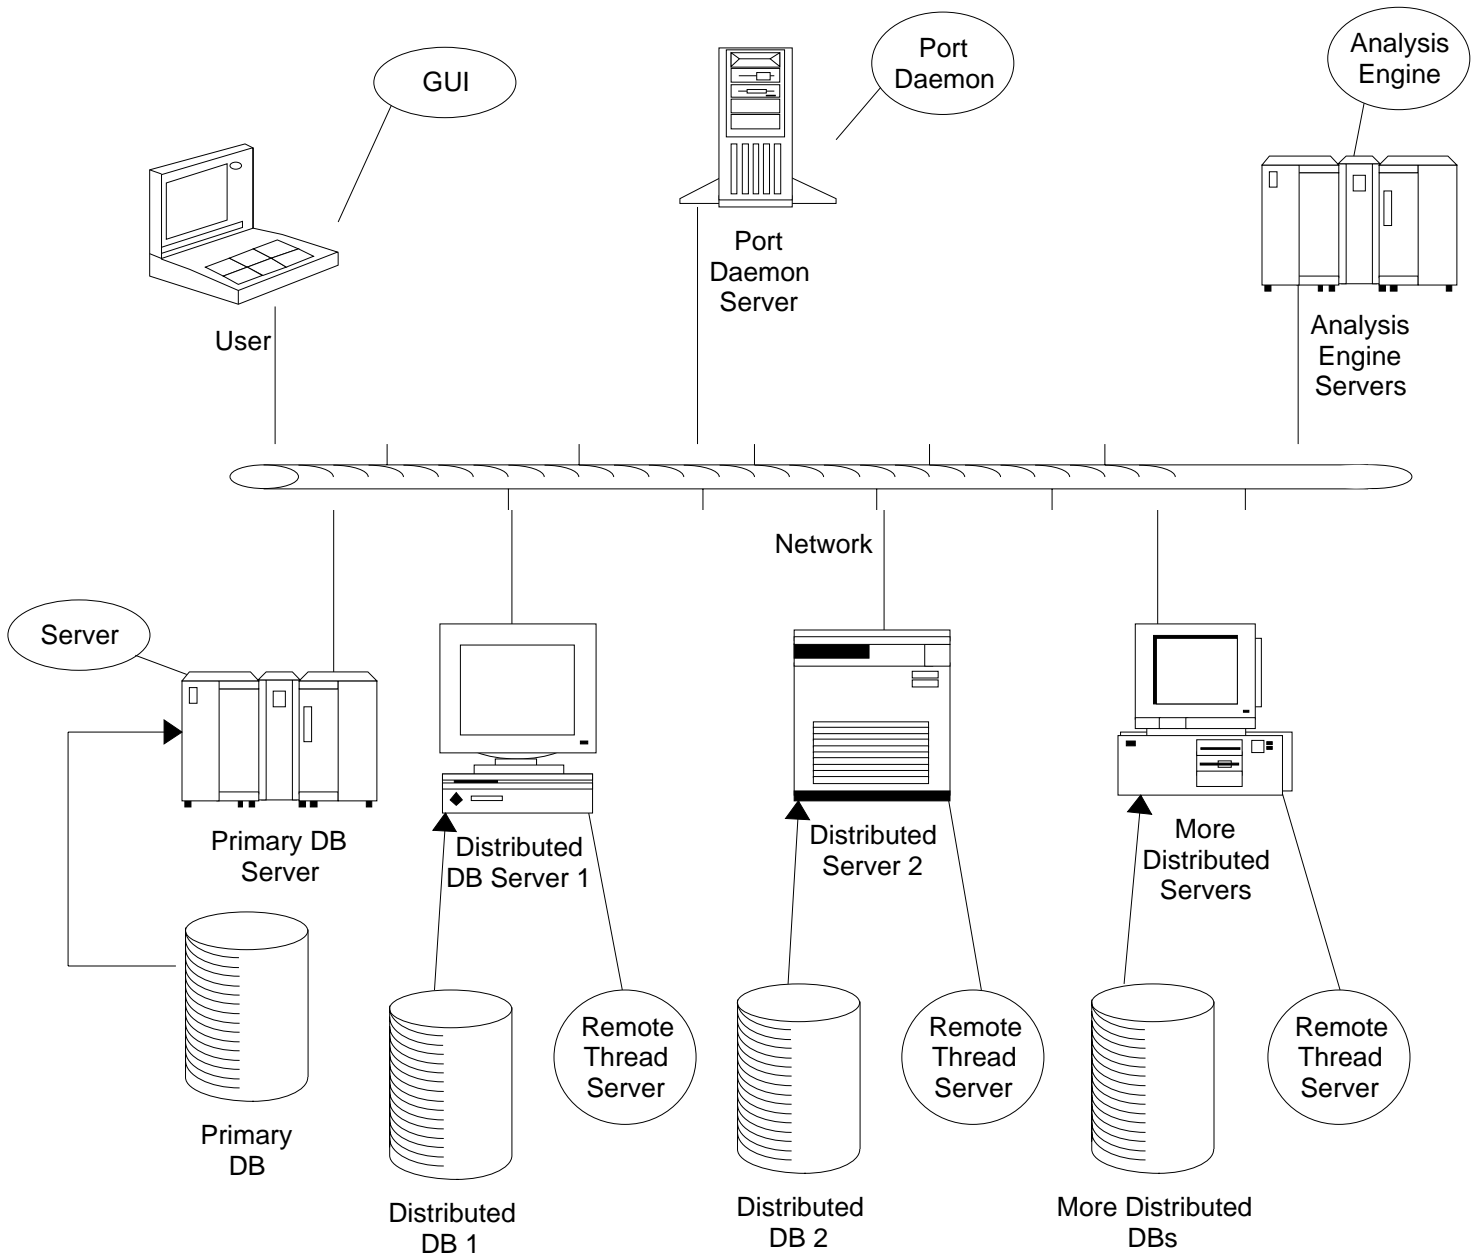 GUI
Port
Daemon
Analysis
Engine
User
Port
Daemon
Server
Analysis
Engine
Servers
Network
Server
Primary DB
Server
Distributed
DB Server 1
Distributed
Server 2
More
Distributed
Servers
Primary
DB
Distributed
DB 1
Remote
Thread
Server
Distributed
DB 2
Remote
Thread
Server
More Distributed
DBs
Remote
Thread
Server